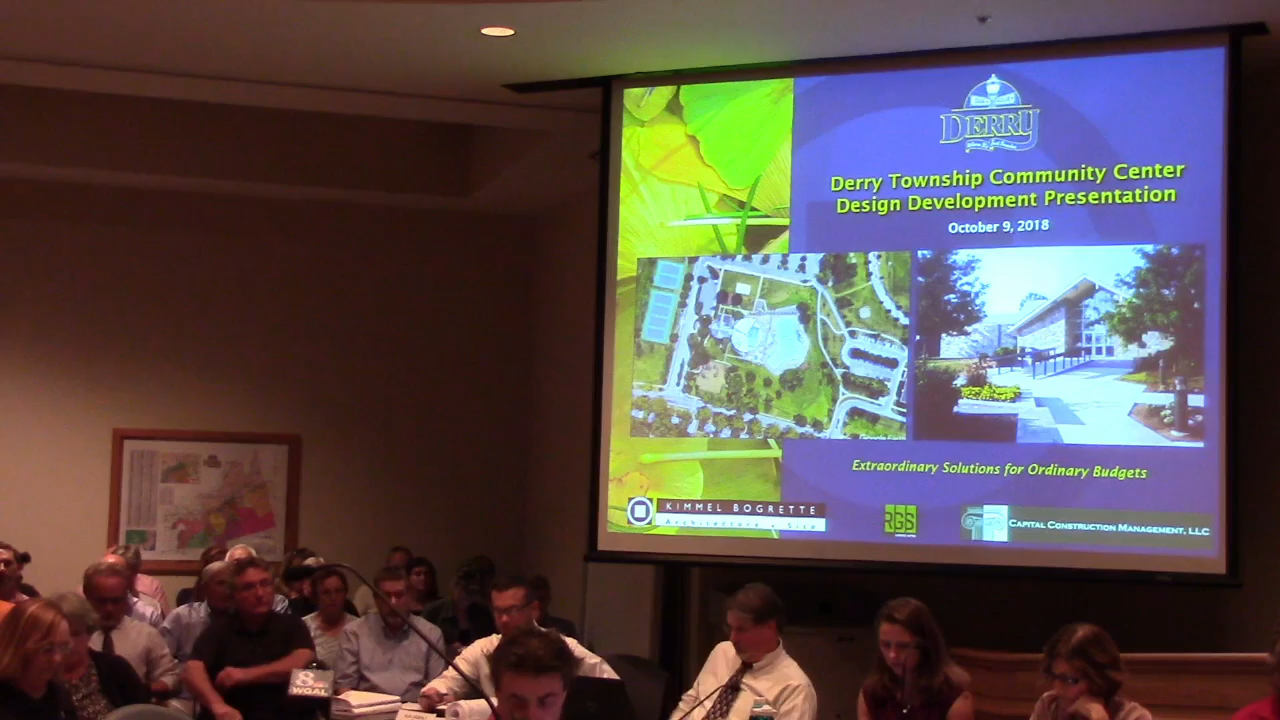 DERRY
Derry Township Community Center
Design Development Presentation
October 9, 2018
Extraordinary Solutions for Ordinary Budgets
KIMMEL BOGRETTE
Architecture + Site
RGS
CAPITAL CONSTRUCTION MANAGEMENT, LLC
8
WGAL